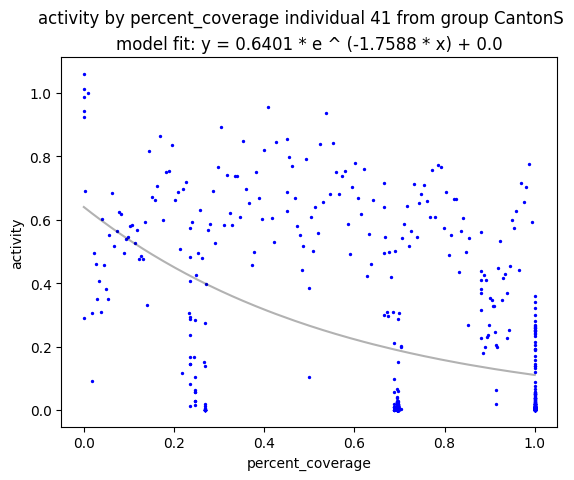 activity by percent_coverage individual 41 from group CantonS
model fit: y = 0.6401 * e ^ (-1.7588 * x) + 0.0
activity
1.0
0.8
0.6
0.4
0.2
0.0
0.0 0.2 0.4 0.6 0.8 1.0
percent_coverage